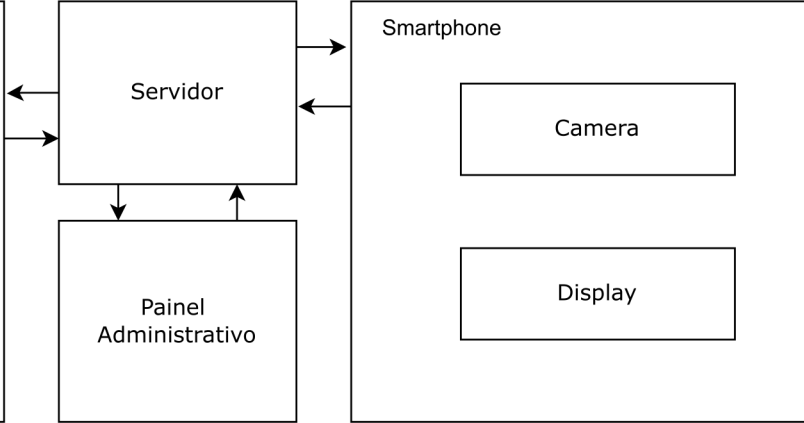 Smartphone
Servidor
Camera
Painel
Administrativo
Display